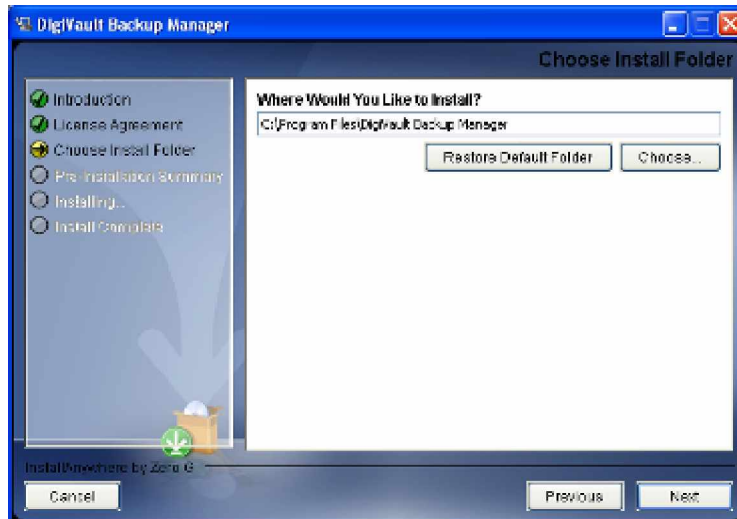 DigiVault Backup Manager
Choose Install Folder
Introduction
License Agreement
Choose Install Folder
Pre-Installation Summary
Installing...
Install Complete
Where Would You Like to Install?
C:\Program Files\DigiVault Backup Manager
Restore Default Folder
Choose...
InstallAnywhere by Zero G
Cancel
Previous
Next